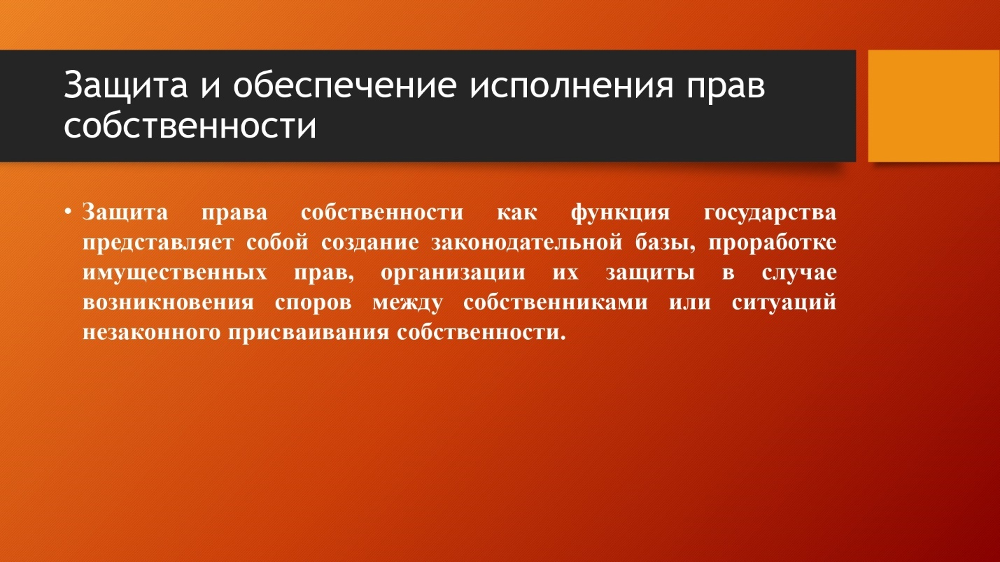 Защита и обеспечение исполнения прав
собственности
• Защита права собственности как функция государства
представляет собой создание законодательной базы, проработке
имущественных прав, организации их защиты в случае
возникновения споров между собственниками или ситуаций
незаконного присваивания собственности.